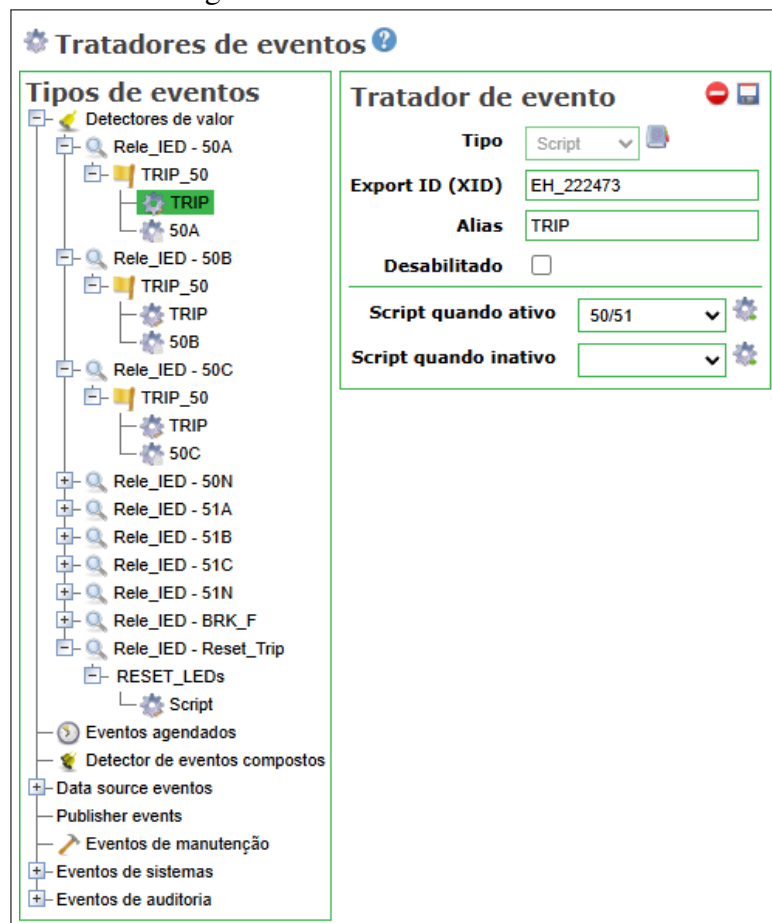 Tratadores de eventos
Tipos de eventos
Detectores de valor
Rele_IED - 50A
TRIP_50
TRIP
50A
Rele_IED - 50B
TRIP_50
TRIP
50B
Rele_IED - 50C
TRIP_50
TRIP
50C
Rele_IED - 50N
Rele_IED - 51A
Rele_IED - 51B
Rele_IED - 51C
Rele_IED - 51N
Rele_IED - BRK_F
Rele_IED - Reset_Trip
RESET_LEDs
Script
Eventos agendados
Detector de eventos compostos
Data source eventos
Publisher events
Eventos de manutenção
Eventos de sistemas
Eventos de auditoria
Tratador de evento
Tipo Script
Export ID (XID) EH_222473
Alias TRIP
Desabilitado
Script quando ativo 50/51
Script quando inativo